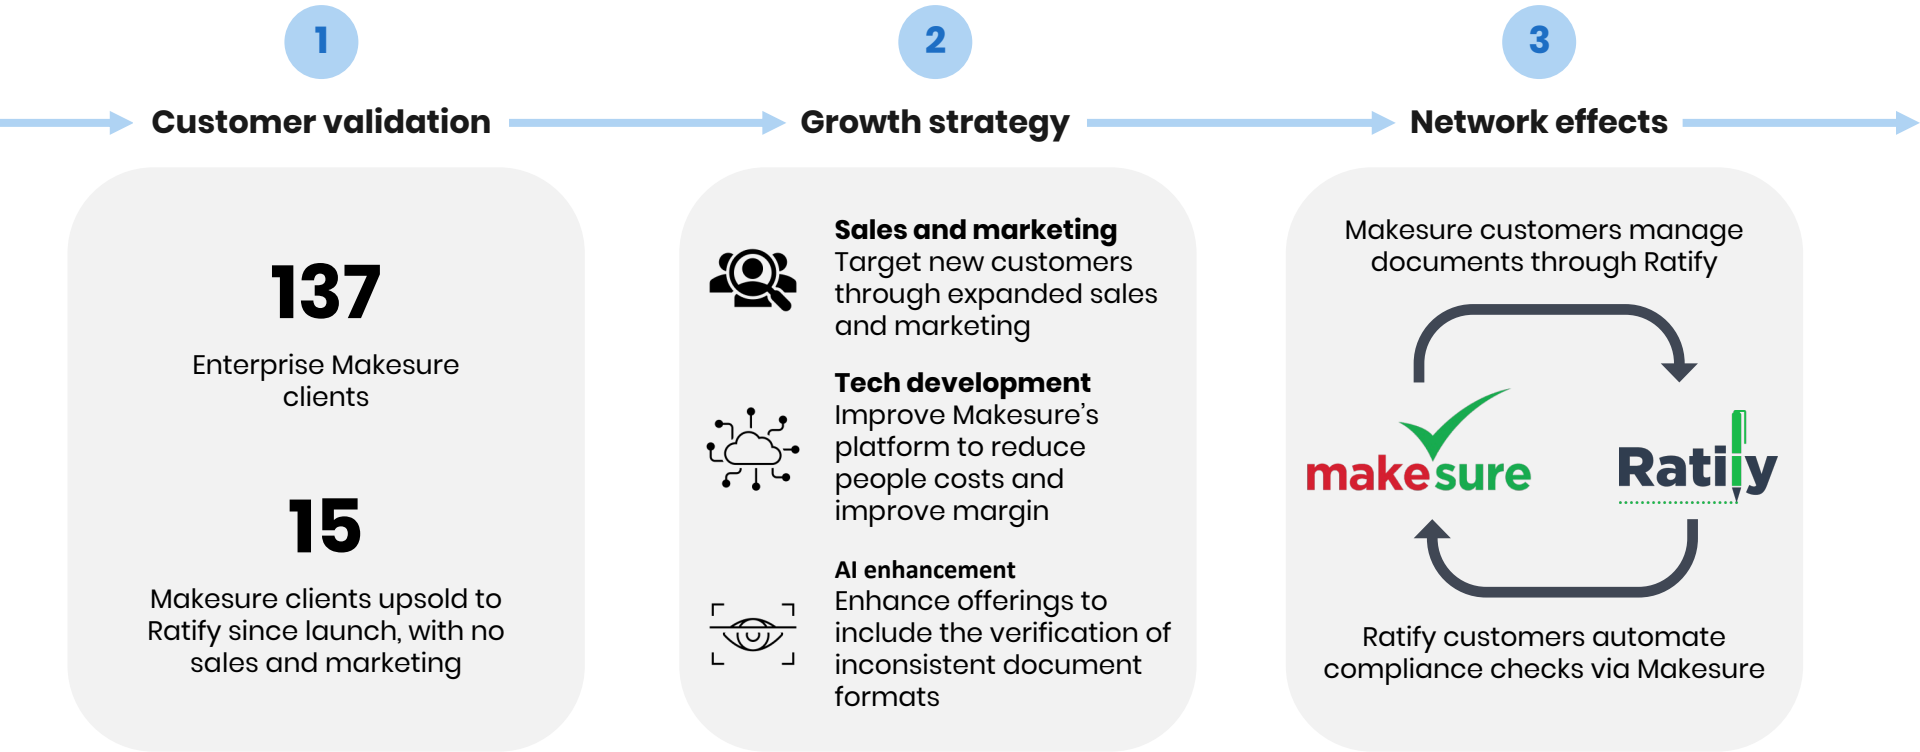 1
Customer validation
137
Enterprise Makesure
clients
15
Makesure clients upsold to
Ratify since launch, with no
sales and marketing
2
Growth strategy
Sales and marketing
Target new customers
through expanded sales
and marketing
Tech development
Improve Makesure’s
platform to reduce
people costs and
improve margin
AI enhancement
Enhance offerings to
include the verification of
inconsistent document
formats
3
Network effects
Makesure customers manage
documents through Ratify
makesure
Ratify
Ratify customers automate
compliance checks via Makesure